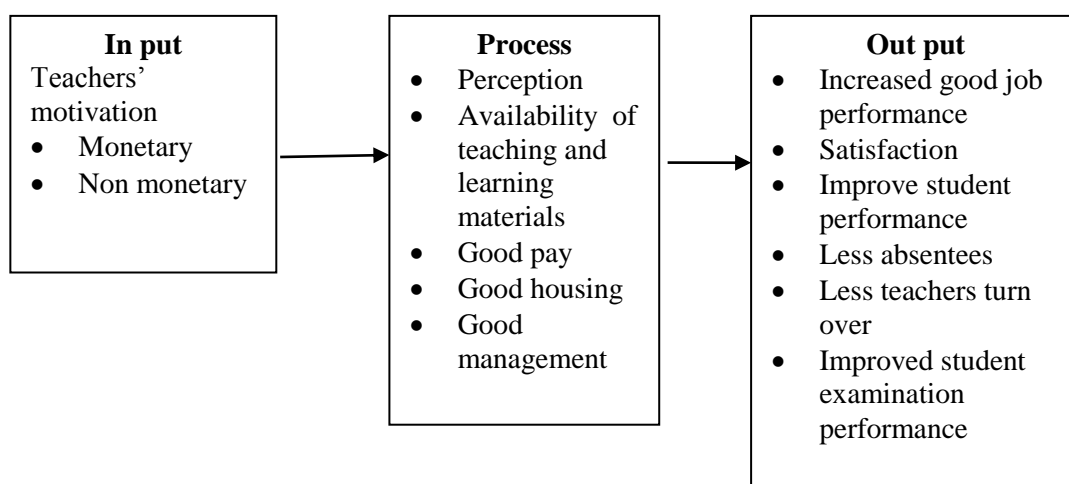 In put
Teachers’
motivation
• Monetary
• Non monetary
Process
• Perception
• Availability of
teaching and
learning
materials
• Good pay
• Good housing
• Good
management
Out put
• Increased good job
performance
• Satisfaction
• Improve student
performance
• Less absentees
• Less teachers turn
over
• Improved student
examination
performance